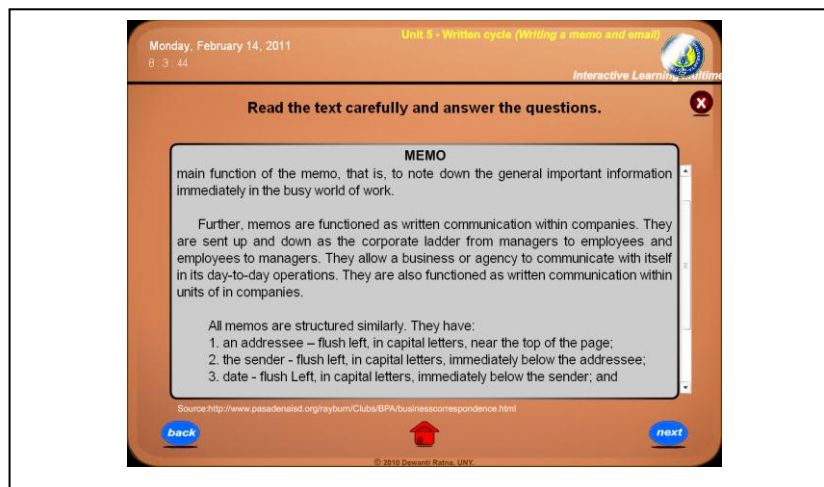 Monday, February 14, 2011
8 : 3 : 44
Unit 5 - Written cycle (Writing a memo and email)
Interactive Learning
Read the text carefully and answer the questions.
X
MEMO
main function of the memo, that is, to note down the general important information
immediately in the busy world of work.
Further, memos are functioned as written communication within companies. They
are sent up and down as the corporate ladder from managers to employees and
employees to managers. They allow a business or agency to communicate with itself
in its day-to-day operations. They are also functioned as written communication within
units of in companies.
All memos are structured similarly. They have:
1. an addressee – flush left, in capital letters, near the top of the page;
2. the sender - flush left, in capital letters, immediately below the addressee;
3. date - flush Left, in capital letters, immediately below the sender; and
Source:http://www.pasadenaisd.org/rayburn/Clubs/BPA/businesscorrespondence.html
back
next
© 2010 Dewanti Ratna, UNY.